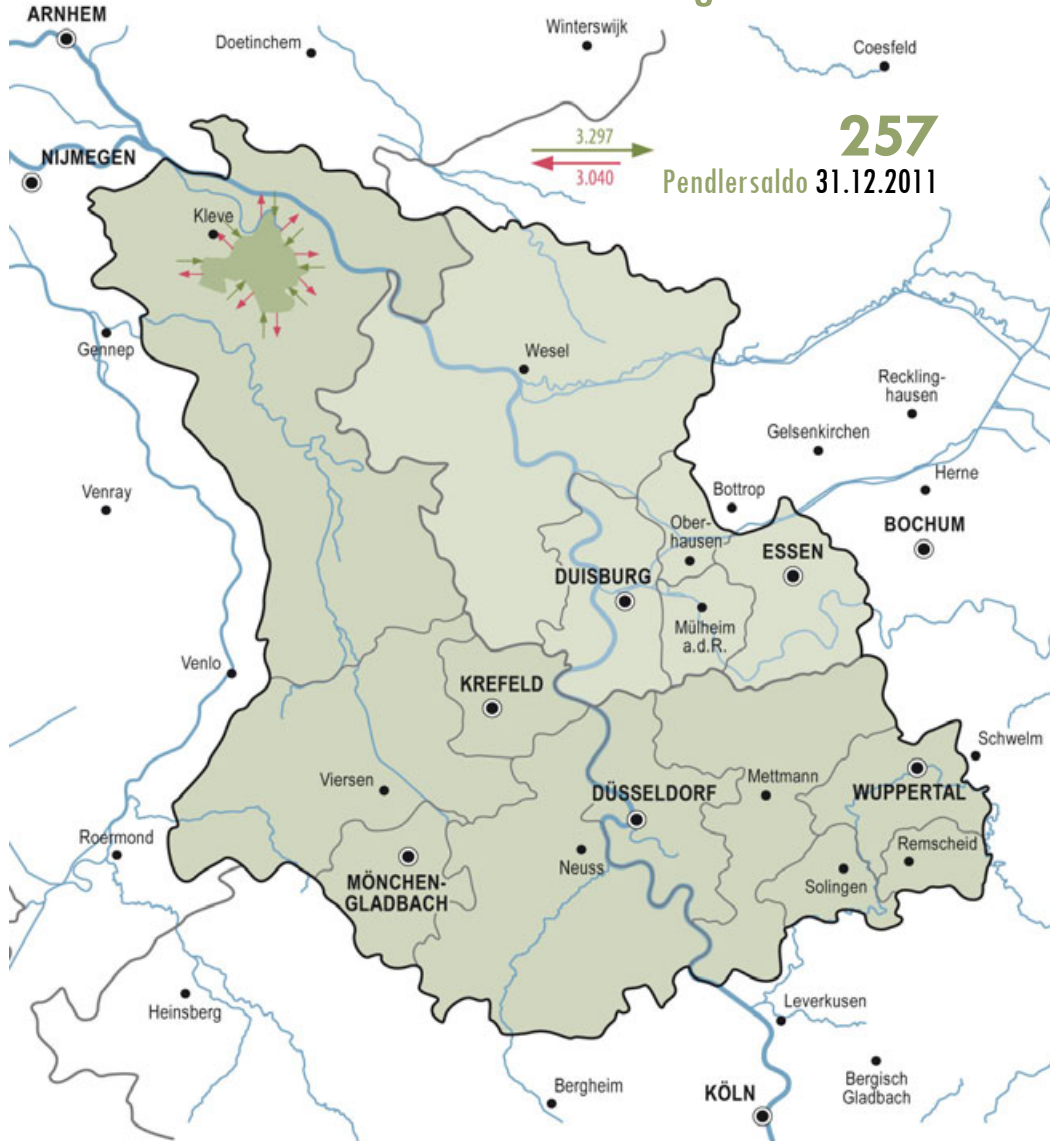 ARNHEM
Doetinchem
Winterswijk
Coesfeld
3.297
257
3.040
Pendlersaldo 31.12.2011
NIJMEGEN
Kleve
Gennep
Wesel
Reckling-
hausen
Gelsenkirchen
Venray
Bottrop
Herne
Ober-
hausen
BOCHUM
ESSEN
DUISBURG
Mülheim
a.d.R.
Venlo
KREFELD
Schwelm
Viersen
Mettmann
DÜSSELDORF
WUPPERTAL
Roermond
Neuss
Remscheid
MÖNCHEN-
GLADBACH
Solingen
Heinsberg
Leverkusen
Bergheim
KÖLN
Bergisch
Gladbach